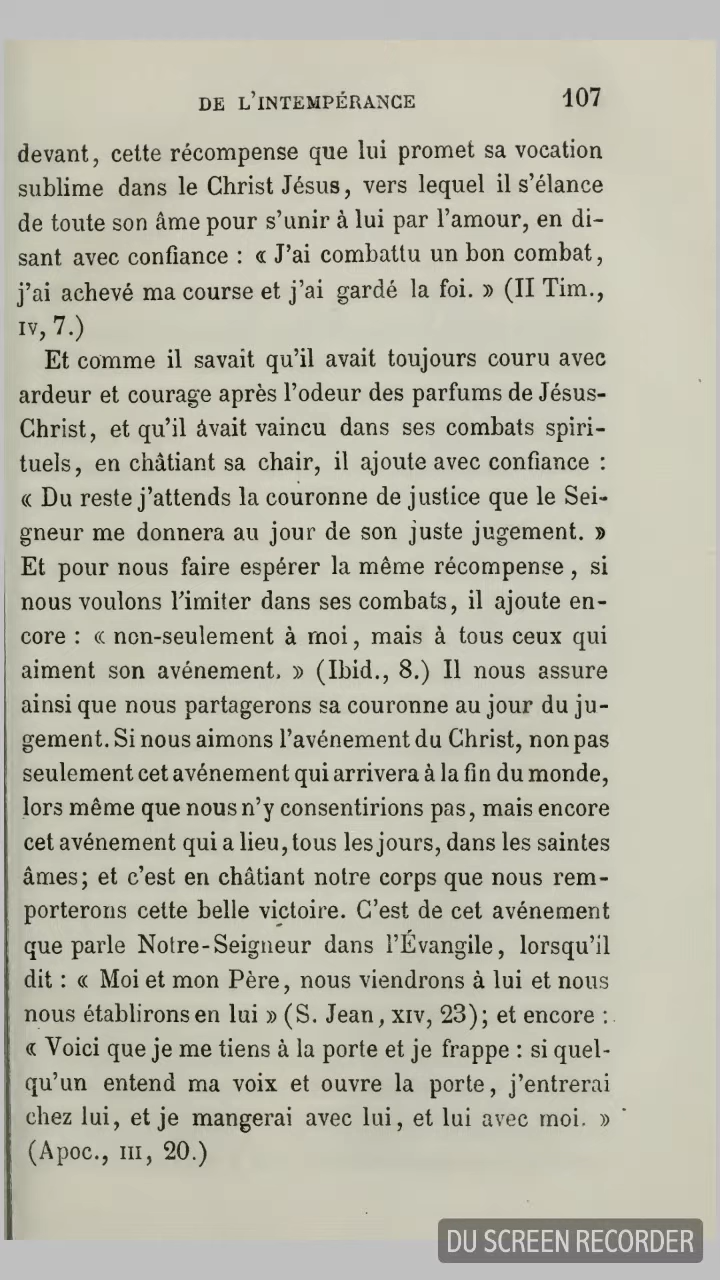 DE L'INTEMPÉRANCE 107
devant, cette récompense que lui promet sa vocation
sublime dans le Christ Jésus, vers lequel il s'élance
de toute son âme pour s'unir à lui par l'amour, en di-
sant avec confiance : « J'ai combattu un bon combat,
j'ai achevé ma course et j'ai gardé la foi. » (II Tim.,
IV, 7.)
Et comme il savait qu'il avait toujours couru avec
ardeur et courage après l'odeur des parfums de Jésus-
Christ, et qu'il avait vaincu dans ses combats spiri-
tuels, en châtiant sa chair, il ajoute avec confiance :
« Du reste j'attends la couronne de justice que le Sei-
gneur me donnera au jour de son juste jugement. »
Et pour nous faire espérer la même récompense, si
nous voulons l'imiter dans ses combats, il ajoute en-
core : « non-seulement à moi, mais à tous ceux qui
aiment son avénement. » (Ibid., 8.) Il nous assure
ainsi que nous partagerons sa couronne au jour du ju-
gement. Si nous aimons l'avénement du Christ, non pas
seulement cet avénement qui arrivera à la fin du monde,
lors même que nous n'y consentirions pas, mais encore
cet avénement qui a lieu, tous les jours, dans les saintes
âmes; et c'est en châtiant notre corps que nous rem-
porterons cette belle victoire. C'est de cet avénement
que parle Notre-Seigneur dans l'Évangile, lorsqu'il
dit : « Moi et mon Père, nous viendrons à lui et nous
nous établirons en lui » (S. Jean, XIV, 23); et encore :
« Voici que je me tiens à la porte et je frappe : si quel-
qu'un entend ma voix et ouvre la porte, j'entrerai
chez lui, et je mangerai avec lui, et lui avec moi. »
(Apoc., III, 20.)
DU SCREEN RECORDER